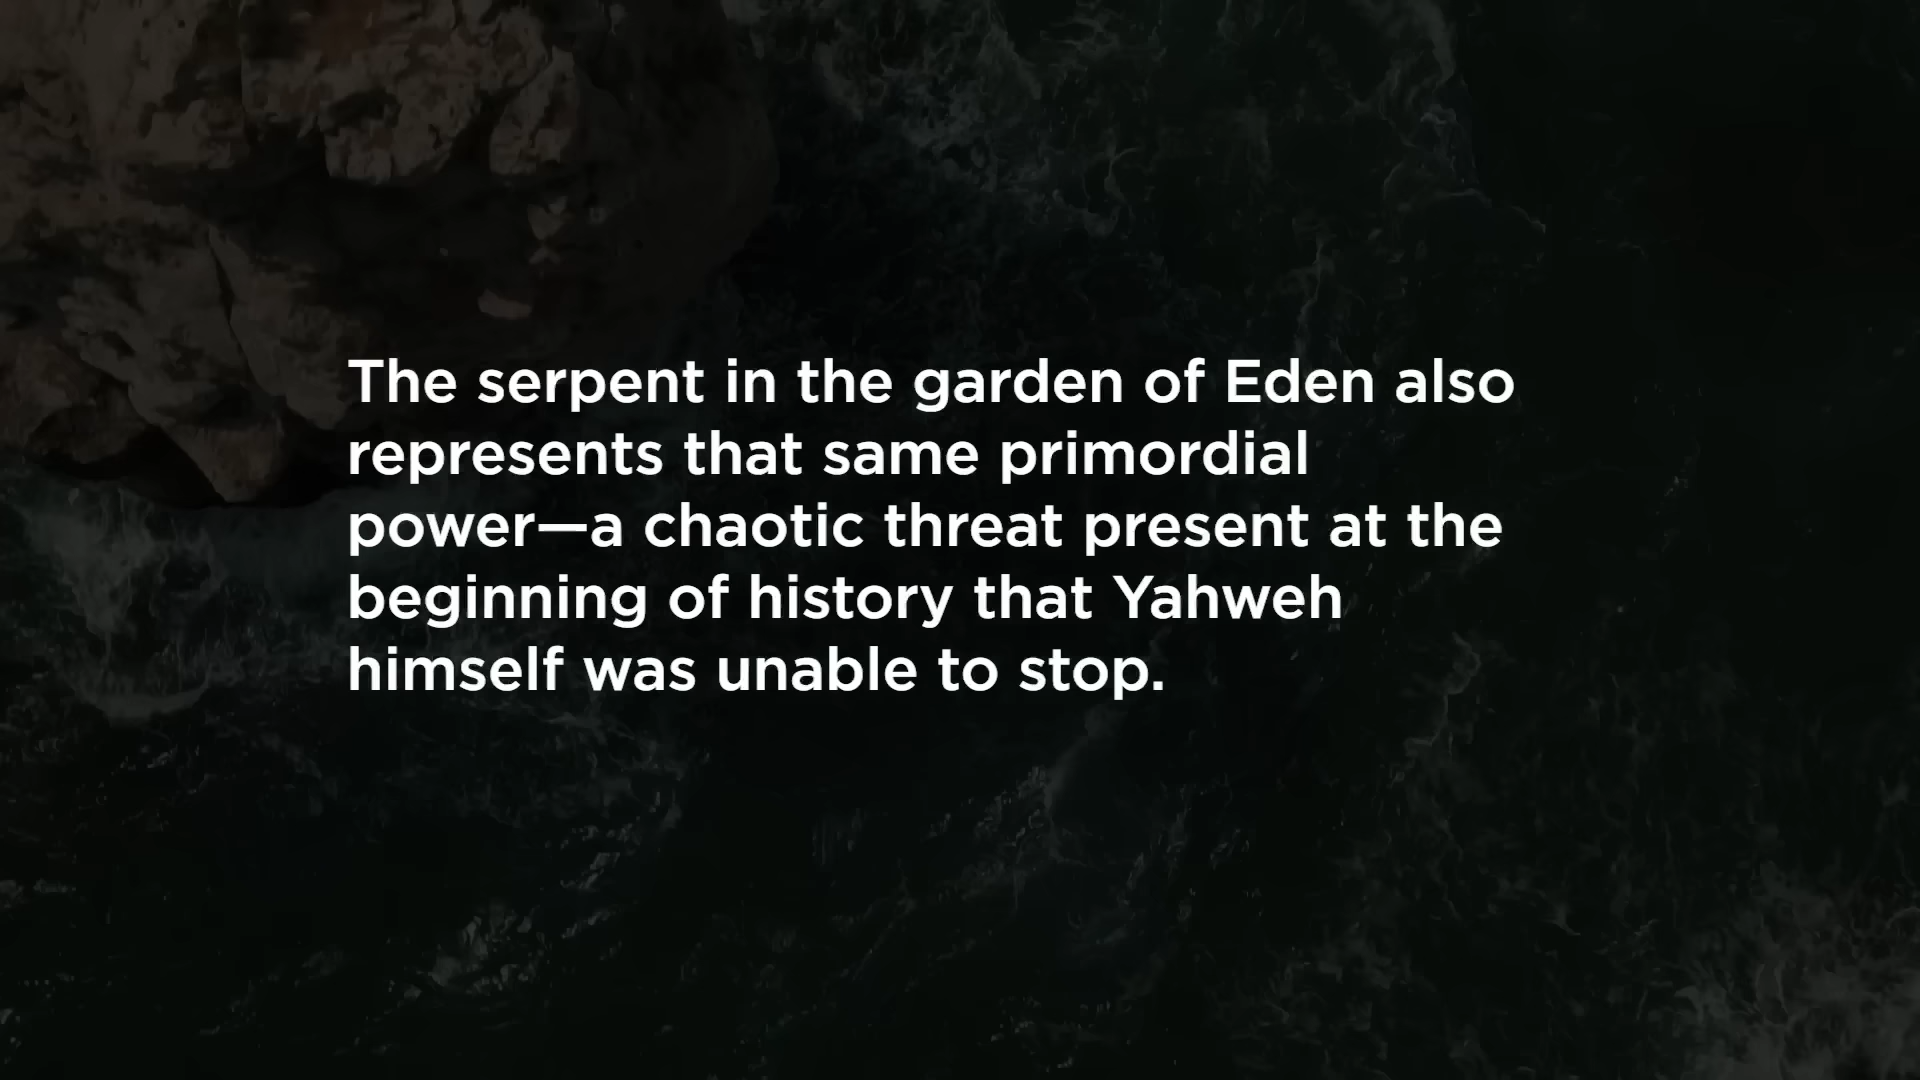 The serpent in the garden of Eden also
represents that same primordial
power—a chaotic threat present at the
beginning of history that Yahweh
himself was unable to stop.